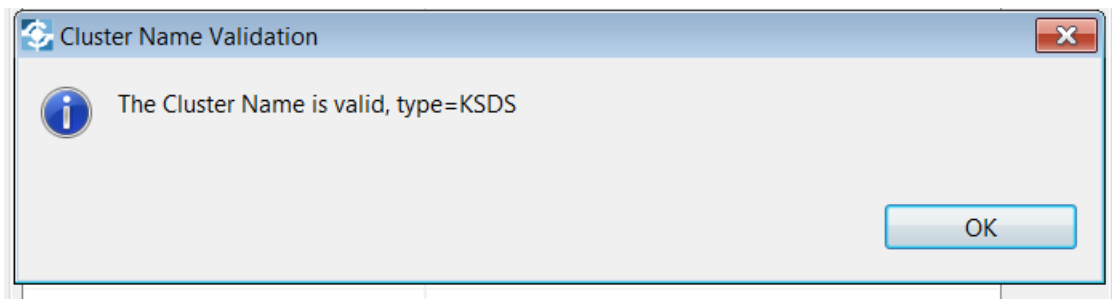 Cluster Name Validation
The Cluster Name is valid, type=KSDS
OK